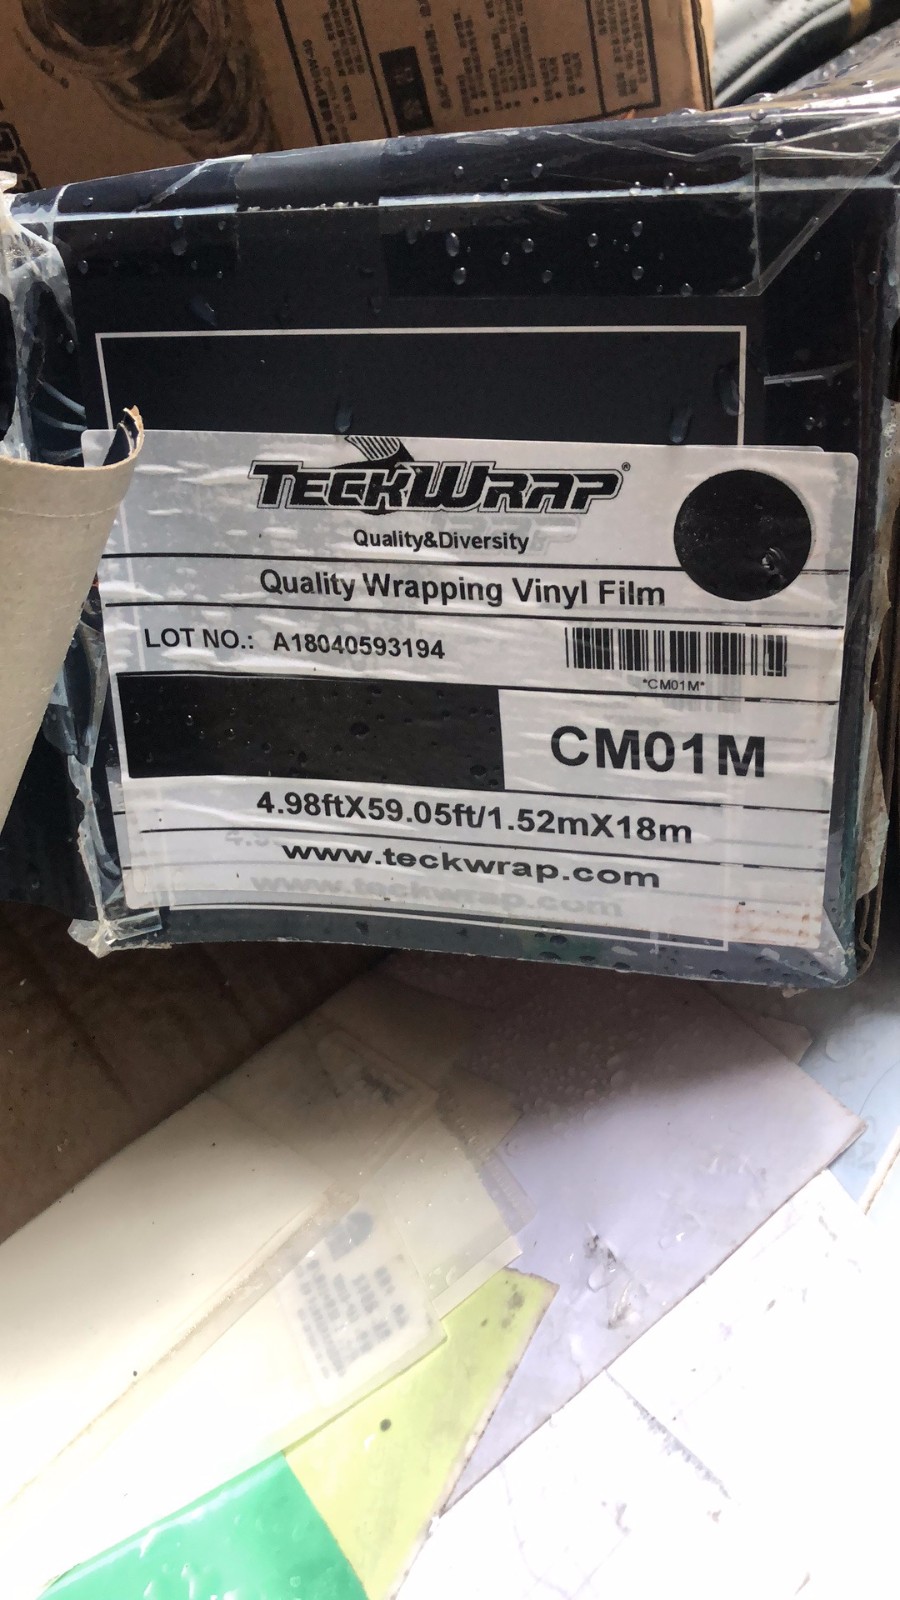 TECKWRAP®
Quality&Diversity
Quality Wrapping Vinyl Film
LOT NO.: A18040593194
*CM01M*
CM01M
4.98ftX59.05ft/1.52mX18m
www.teckwrap.com